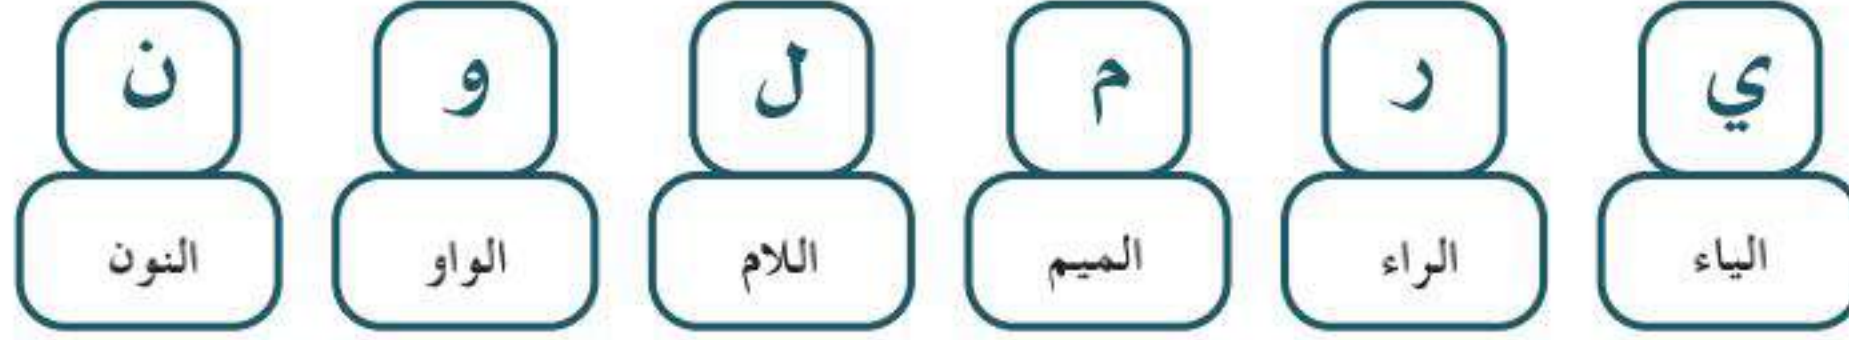 ي ر م ل و ن
الياء الراء الميم اللام الواو النون